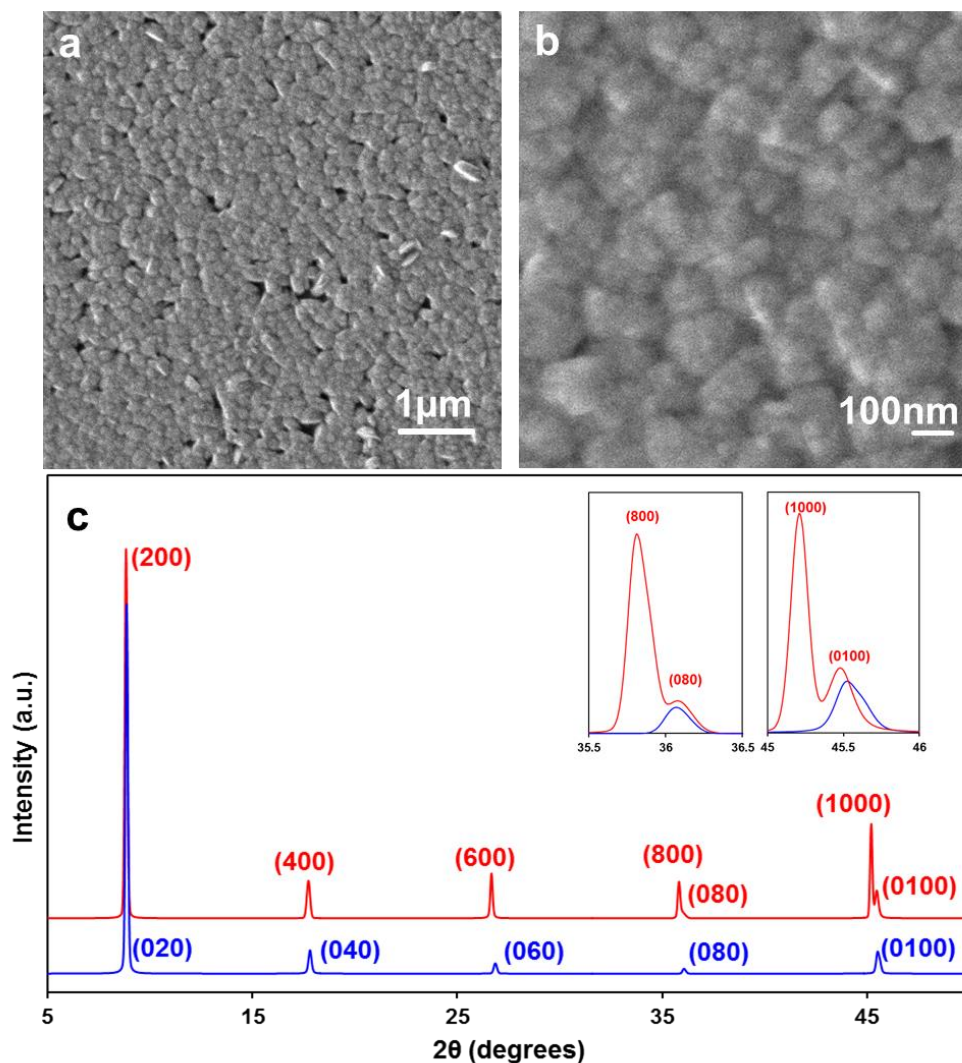 a
1µm
b
100nm
c
(200)
(400)
(600)
(800)
(080)
(1000)
(0100)
(020)
(040)
(060)
(080)
(0100)
(800)
(080)
35.5 36 36.5
(1000)
(0100)
45 45.5 46
Intensity (a.u.)
5 15 25 35 45
2θ (degrees)